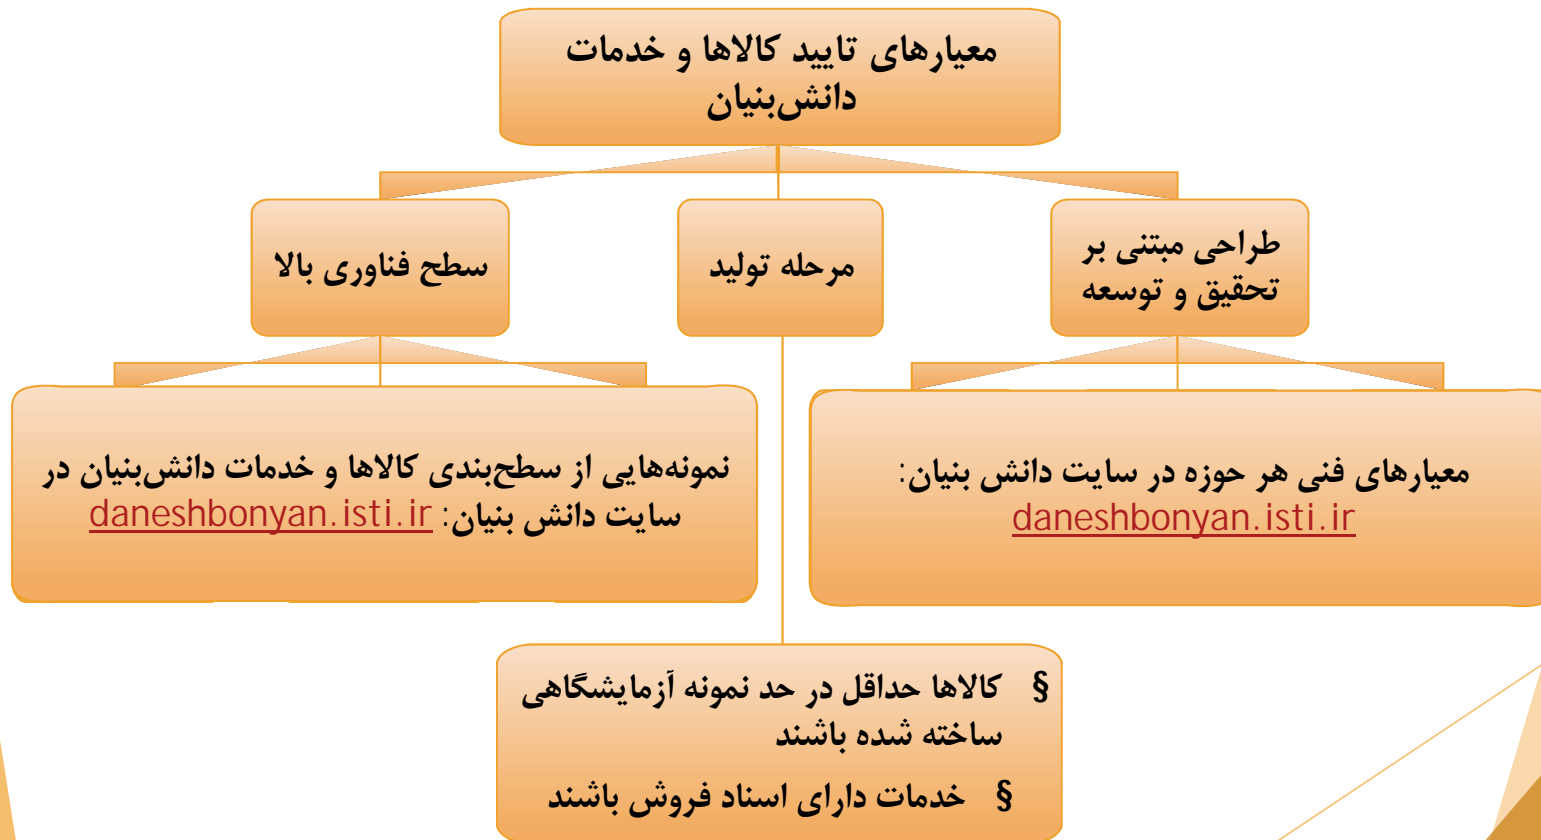 معیارهای تایید کالاها و خدمات
دانش‌بنیان
طراحی مبتنی بر
تحقیق و توسعه
مرحله تولید
سطح فناوری بالا
معیارهای فنی هر حوزه در سایت دانش بنیان:
daneshbonyan.isti.ir
نمونه‌هایی از سطح‌بندی کالاها و خدمات دانش‌بنیان در
سایت دانش بنیان: daneshbonyan.isti.ir
§ کالاها حداقل در حد نمونه آزمایشگاهی
ساخته شده باشند
§ خدمات دارای اسناد فروش باشند